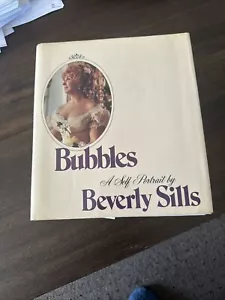 Bubbles
A Self Portrait by
Beverly Sills